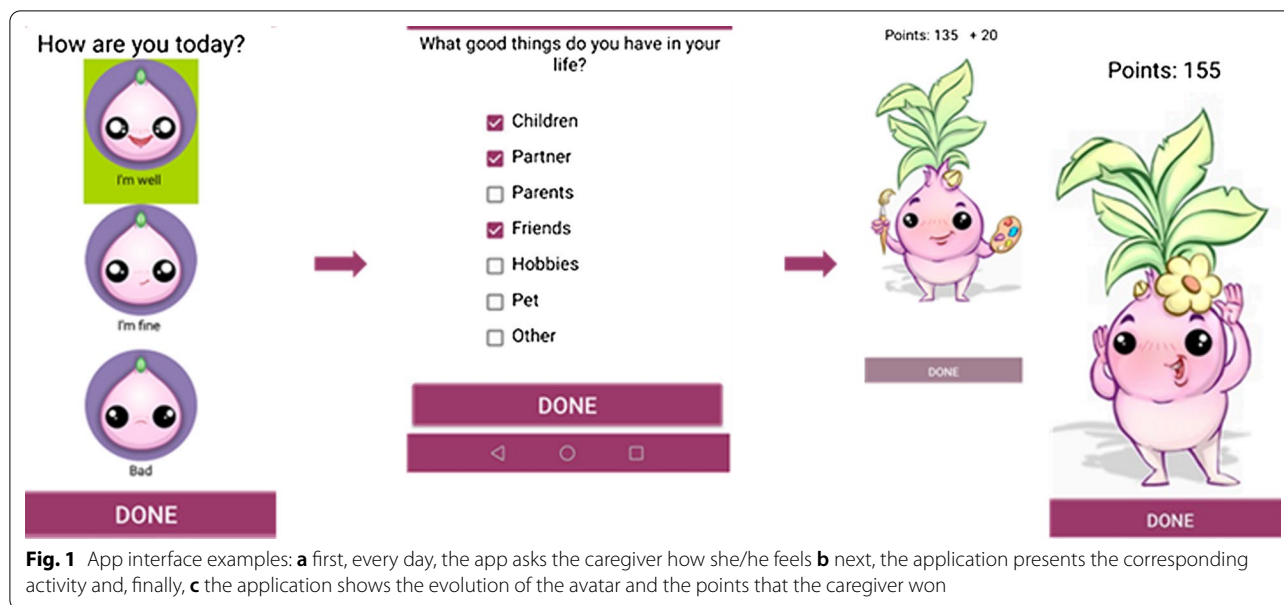 How are you today?
I'm well
I'm fine
Bad
DONE
What good things do you have in your
life?
Children
Partner
Parents
Friends
Hobbies
Pet
Other
DONE
Points: 135 + 20
DONE
Points: 155
DONE
Fig. 1 App interface examples: a first, every day, the app asks the caregiver how she/he feels b next, the application presents the corresponding
activity and, finally, c the application shows the evolution of the avatar and the points that the caregiver won